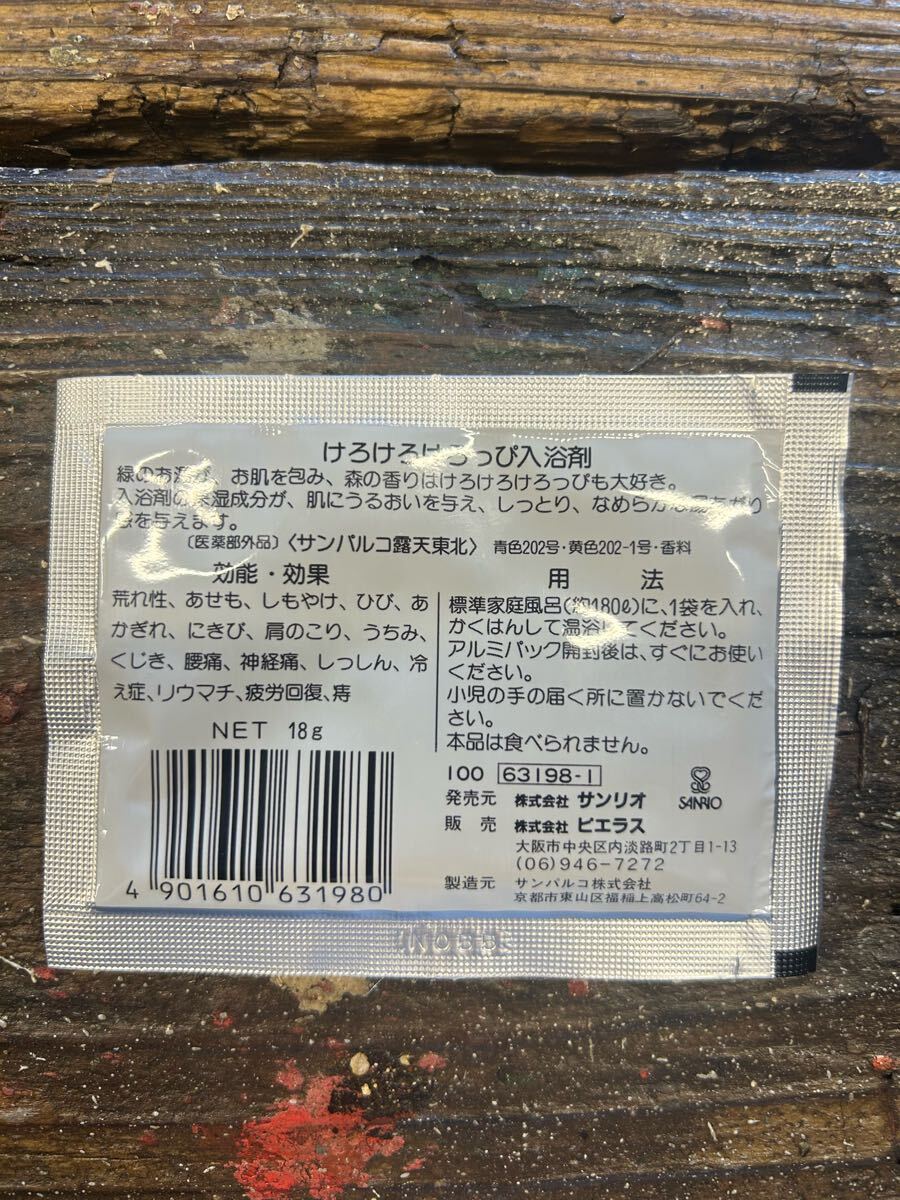 けろけろけろっぴ入浴剤
緑のお湯が、お肌を包み、森の香りはけろけろけろっぴも大好き。
入浴剤の保湿成分が、肌にうるおいを与え、しっとり、なめらかな湯あがり
感を与えます。
〔医薬部外品〕〈サンパルコ露天東北〉 青色202号・黄色202-1号・香料
効能・効果
荒れ性、あせも、しもやけ、ひび、あ
かぎれ、にきび、肩のこり、うちみ、
くじき、腰痛、神経痛、しっしん、冷
え症、リウマチ、疲労回復、痔
NET 18g
4 901610 631980
用 法
標準家庭風呂(約180ℓ)に、1袋を入れ、
かくはんして温浴してください。
アルミパック開封後は、すぐにお使い
ください。
小児の手の届く所に置かないでくだ
さい。
本品は食べられません。
100 63198-1
発売元 株式会社 サンリオ
SANRIO
販 売 株式会社 ピエラス
大阪市中央区内淡路町2丁目1-13
(06)946-7272
製造元 サンパルコ株式会社
京都市東山区福稲上高松町64-2